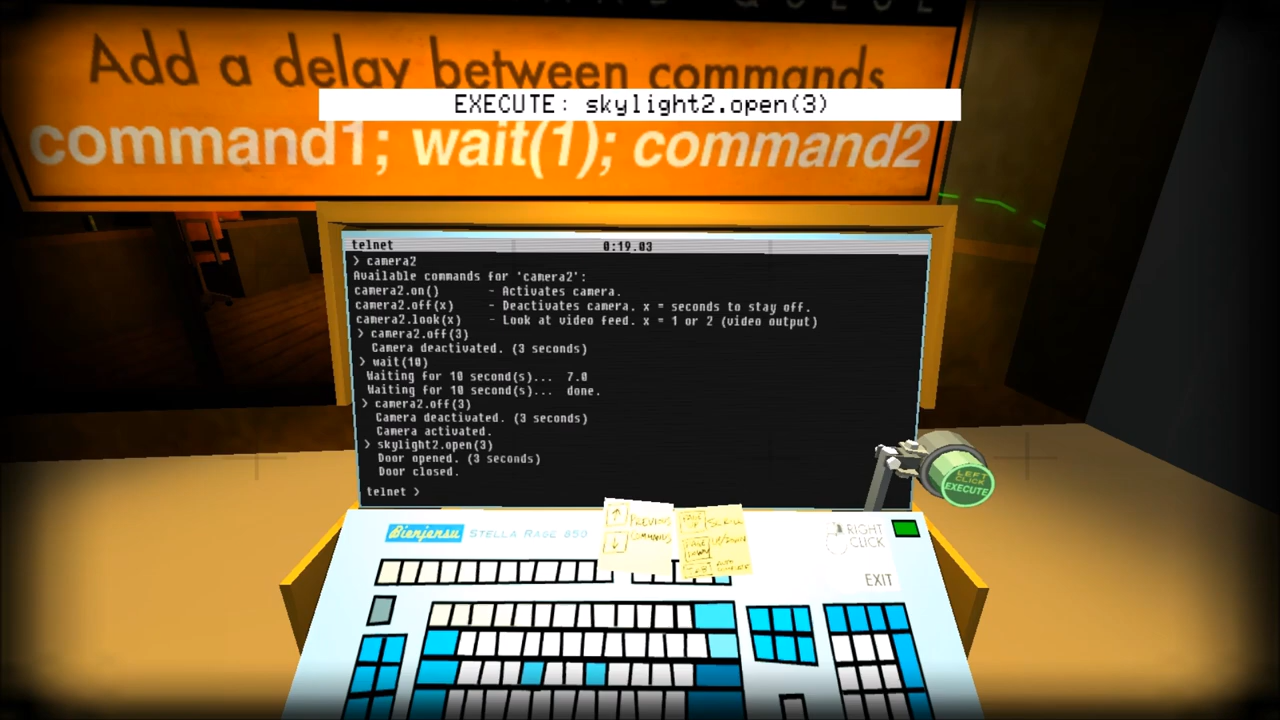 Add a delay between commands
EXECUTE: skylight2.open(3)
command1; wait(1); command2
telnet 0:19.03
> camera2
Available commands for 'camera2':
camera2.on() - Activates camera.
camera2.off(x) - Deactivates camera. x = seconds to stay off.
camera2.look(x) - Look at video feed. x = 1 or 2 (video output)
> camera2.off(3)
Camera deactivated. (3 seconds)
> wait(10)
Waiting for 10 second(s)... 7.0
Waiting for 10 second(s)... done.
> camera2.off(3)
Camera deactivated. (3 seconds)
Camera activated.
> skylight2.open(3)
Door opened. (3 seconds)
Door closed.
telnet >
LEFT
CLICK
EXECUTE
Bienjensu STELLA RAGE 650
PREVIOUS
COMMANDS
SCROLL
RIGHT
CLICK
EXIT